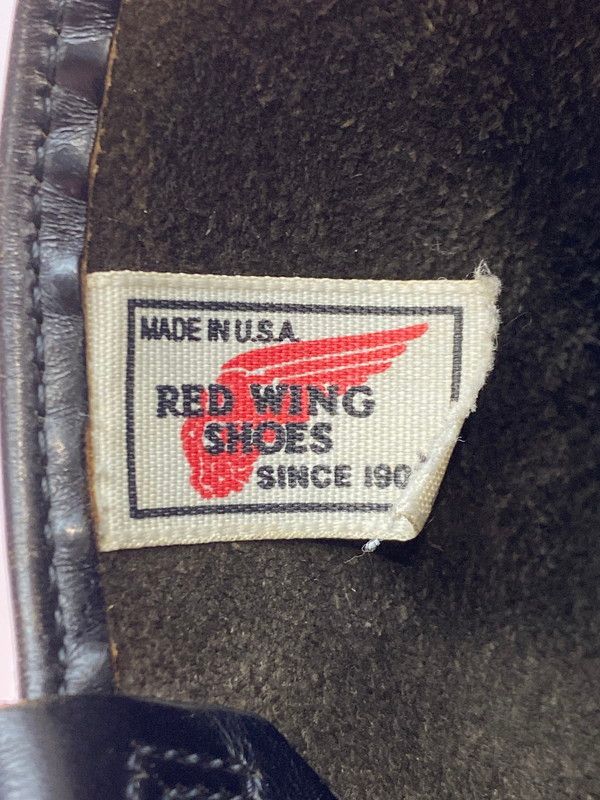 MADE IN U.S.A.
RED WING
SHOES
SINCE 190